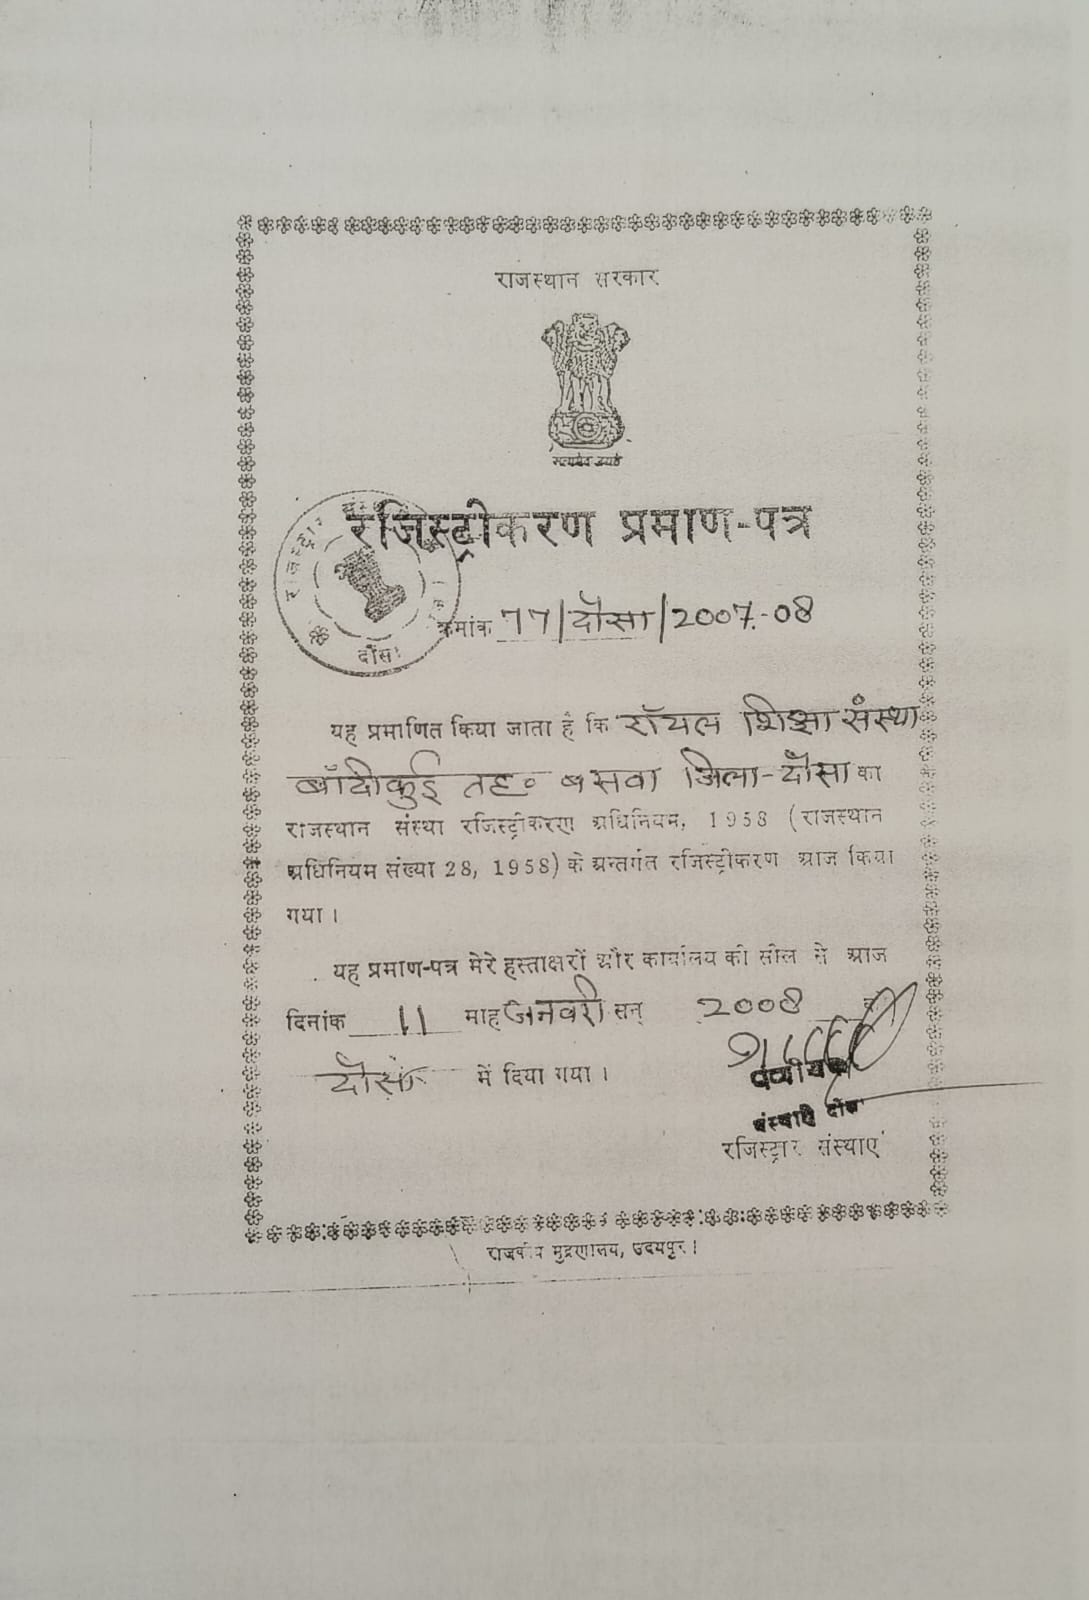 राजस्थान सरकार
सत्यमेव जयते
रजिस्ट्रीकरण प्रमाण-पत्र
दौसा
क्रमांक 77/दौसा/2007-08
यह प्रमाणित किया जाता है कि रॉयल शिक्षा संस्था
बाँदीकुई तह० बसवा जिला-दौसा का
राजस्थान संस्था रजिस्ट्रीकरण अधिनियम, 1958 (राजस्थान
अधिनियम संख्या 28, 1958) के अन्तर्गत रजिस्ट्रीकरण आज किया
गया।
यह प्रमाण-पत्र मेरे हस्ताक्षरों और कार्यालय की सील से आज
दिनांक 11 माह जनवरी सन् 2008
दौसा में दिया गया।
रजिस्ट्रार संस्थाएं
राजकीय मुद्रणालय, उदयपुर।